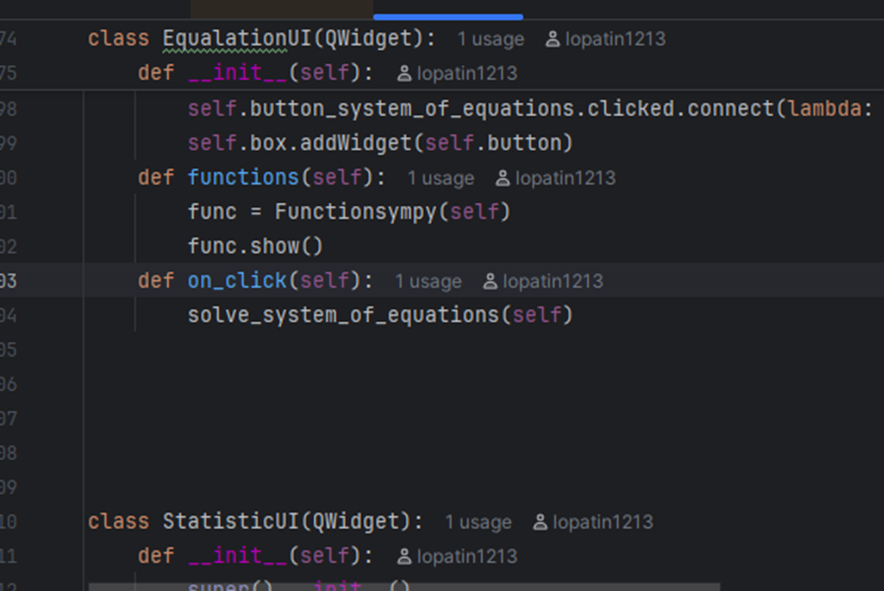 74 class EqualationUI(QWidget): 1 usage lopatin1213
75 def __init__(self): lopatin1213
98 self.button_system_of_equations.clicked.connect(lambda:
99 self.box.addWidget(self.button)
00 def functions(self): 1 usage lopatin1213
01 func = Functionsympy(self)
02 func.show()
03 def on_click(self): 1 usage lopatin1213
04 solve_system_of_equations(self)
05
06
07
08
09
10 class StatisticUI(QWidget): 1 usage lopatin1213
11 def __init__(self): lopatin1213
12 super().__init__()